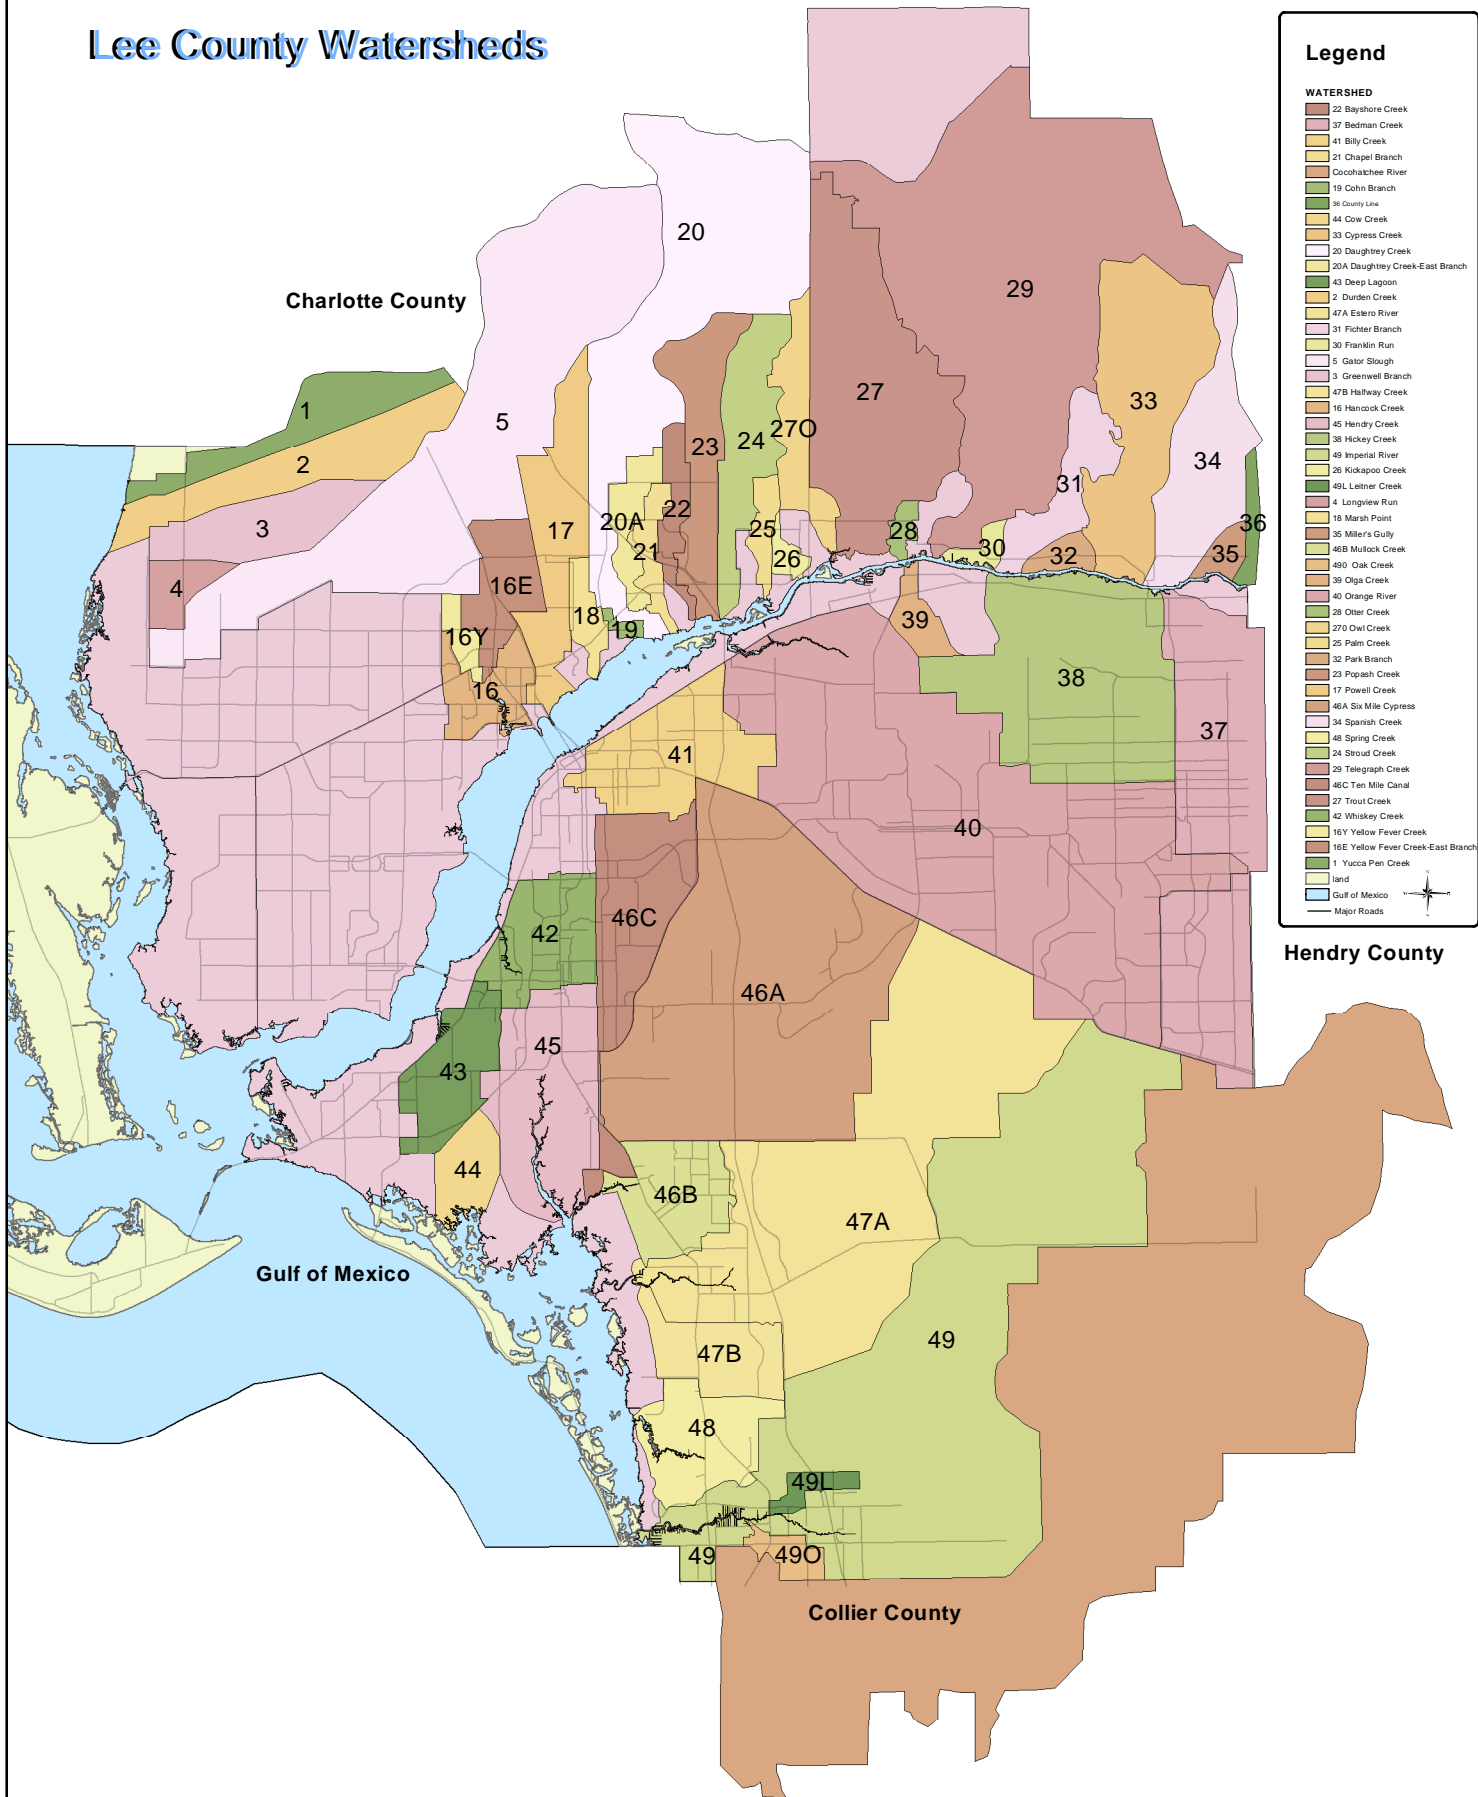 Lee County Watersheds
Legend
WATERSHED
22 Bayshore Creek
37 Bedman Creek
41 Billy Creek
21 Chapel Branch
Cocohatchee River
19 Cohn Branch
36 County Line
44 Cow Creek
33 Cypress Creek
20 Daughtrey Creek
20A Daughtrey Creek-East Branch
43 Deep Lagoon
2 Durden Creek
47A Estero River
31 Fichter Branch
30 Franklin Run
5 Gator Slough
3 Greenwell Branch
47B Halfway Creek
16 Hancock Creek
45 Hendry Creek
38 Hickey Creek
49 Imperial River
26 Kickapoo Creek
49L Leitner Creek
4 Longview Run
18 Marsh Point
35 Miller's Gully
46B Mullock Creek
490 Oak Creek
39 Olga Creek
40 Orange River
28 Otter Creek
270 Owl Creek
25 Palm Creek
32 Park Branch
23 Popash Creek
17 Powell Creek
46A Six Mile Cypress
34 Spanish Creek
48 Spring Creek
24 Stroud Creek
29 Telegraph Creek
46C Ten Mile Canal
27 Trout Creek
42 Whiskey Creek
16Y Yellow Fever Creek
16E Yellow Fever Creek-East Branch
1 Yucca Pen Creek
land
Gulf of Mexico
Major Roads
Charlotte County
Hendry County
Gulf of Mexico
Collier County
20
29
1
5
2
3
4
17
27
27O
24
23
22
33
34
31
36
35
32
30
28
25
26
20A
21
16E
18
19
16Y
16
39
38
37
41
40
46C
42
46A
45
43
44
46B
47A
47B
49
48
49L
49
49O